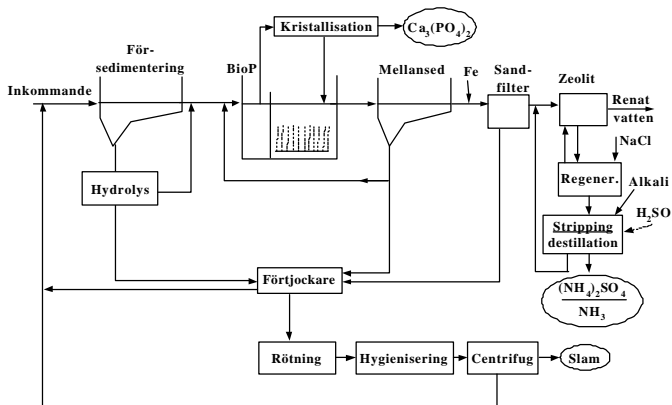 Kristallisation
Ca3(PO4)2
För-
sedimentering
BioP
Mellansed
Fe
Sand-
filter
Zeolit
Inkommande
Renat
vatten
NaCl
Hydrolys
Regener.
Alkali
H2SO
Stripping
destillation
Förtjockare
(NH4)2SO4
NH3
Rötning
Hygienisering
Centrifug
Slam